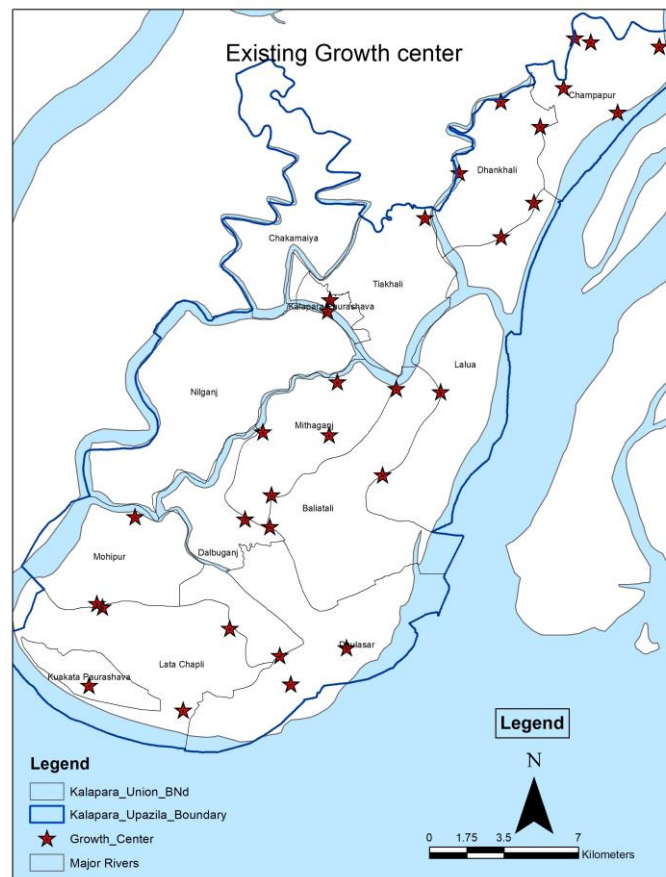 Existing Growth center
Champapur
Dhankhali
Chakamaiya
Tiakhali
Kalapara Paurashava
Lalua
Nilganj
Mithaganj
Baliatali
Mohipur
Dalbuganj
Dhulasar
Lata Chapli
Kuakata Paurashava
Legend
N
Legend
Kalapara_Union_BNd
Kalapara_Upazila_Boundary
Growth_Center
Major Rivers
0 1.75 3.5 7
Kilometers